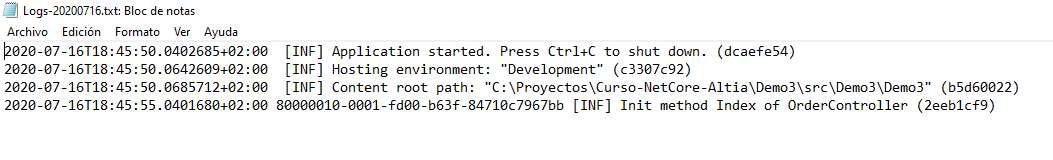 Logs-20200716.txt: Bloc de notas
Archivo Edición Formato Ver Ayuda
2020-07-16T18:45:50.0402685+02:00  [INF] Application started. Press Ctrl+C to shut down. (dcaefe54)
2020-07-16T18:45:50.0642609+02:00  [INF] Hosting environment: "Development" (c3307c92)
2020-07-16T18:45:50.0685712+02:00  [INF] Content root path: "C:\Proyectos\Curso-NetCore-Altia\Demo3\src\Demo3\Demo3" (b5d60022)
2020-07-16T18:45:55.0401680+02:00 80000010-0001-fd00-b63f-84710c7967bb [INF] Init method Index of OrderController (2eeb1cf9)